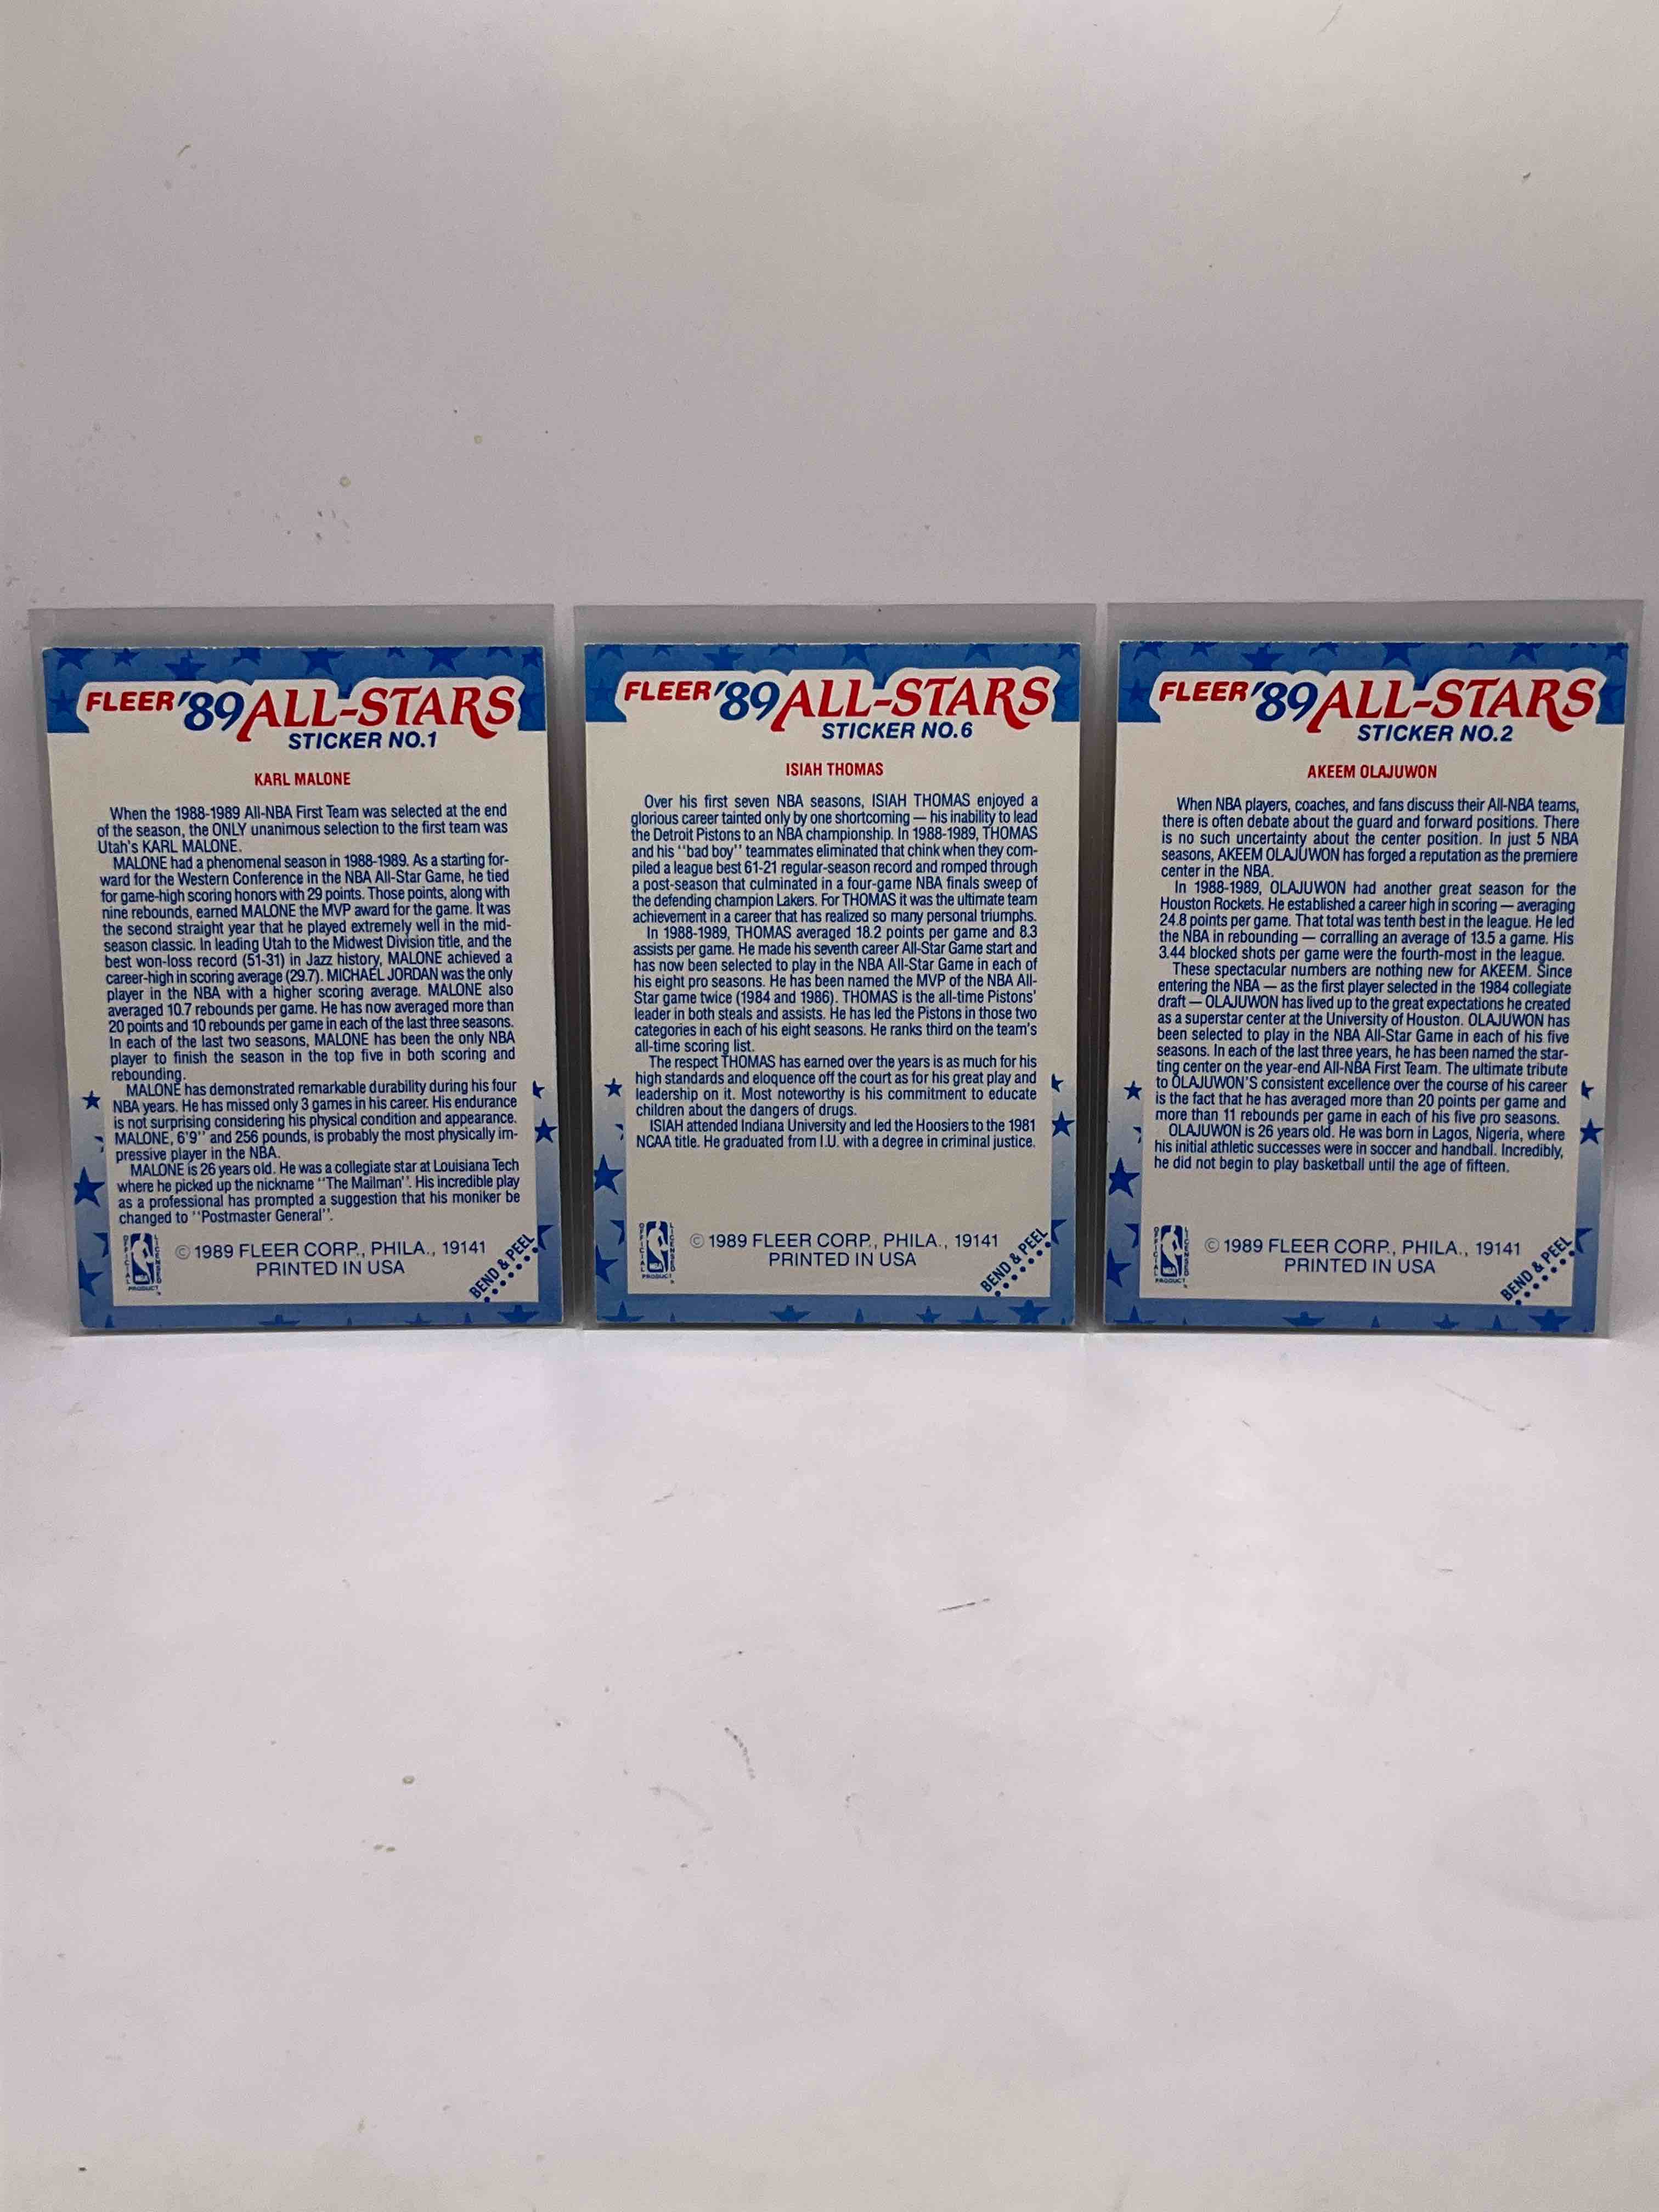 FLEER '89 ALL-STARS
STICKER NO.1
KARL MALONE
When the 1988-1989 All-NBA First Team was selected at the end
of the season, the ONLY unanimous selection to the first team was
Utah's KARL MALONE.
MALONE had a phenomenal season in 1988-1989. As a starting for-
ward for the Western Conference in the NBA All-Star Game, he tied
for game-high scoring honors with 29 points. Those points, along with
nine rebounds, earned MALONE the MVP award for the game. It was
the second straight year that he played extremely well in the mid-
season classic. In leading Utah to the Midwest Division title, and the
best won-loss record (51-31) in Jazz history, MALONE achieved a
career-high in scoring average (29.7). MICHAEL JORDAN was the only
player in the NBA with a higher scoring average. MALONE also
averaged 10.7 rebounds per game. He has now averaged more than
20 points and 10 rebounds per game in each of the last three seasons.
In each of the last two seasons, MALONE has been the only NBA
player to finish the season in the top five in both scoring and
rebounding.
MALONE has demonstrated remarkable durability during his four
NBA years. He has missed only 3 games in his career. His endurance
is not surprising considering his physical condition and appearance.
MALONE, 6'9'' and 256 pounds, is probably the most physically im-
pressive player in the NBA.
MALONE is 26 years old. He was a collegiate star at Louisiana Tech
where he picked up the nickname ''The Mailman''. His incredible play
as a professional has prompted a suggestion that his moniker be
changed to ''Postmaster General''.
OFFICIAL LICENSED
NBA
PRODUCT
© 1989 FLEER CORP., PHILA., 19141
PRINTED IN USA
BEND & PEEL
FLEER '89 ALL-STARS
STICKER NO.6
ISIAH THOMAS
Over his first seven NBA seasons, ISIAH THOMAS enjoyed a
glorious career tainted only by one shortcoming — his inability to lead
the Detroit Pistons to an NBA championship. In 1988-1989, THOMAS
and his ''bad boy'' teammates eliminated that chink when they com-
piled a league best 61-21 regular-season record and romped through
a post-season that culminated in a four-game NBA finals sweep of
the defending champion Lakers. For THOMAS it was the ultimate team
achievement in a career that has realized so many personal triumphs.
In 1988-1989, THOMAS averaged 18.2 points per game and 8.3
assists per game. He made his seventh career All-Star Game start and
has now been selected to play in the NBA All-Star Game in each of
his eight pro seasons. He has been named the MVP of the NBA All-
Star game twice (1984 and 1986). THOMAS is the all-time Pistons'
leader in both steals and assists. He has led the Pistons in those two
categories in each of his eight seasons. He ranks third on the team's
all-time scoring list.
The respect THOMAS has earned over the years is as much for his
high standards and eloquence off the court as for his great play and
leadership on it. Most noteworthy is his commitment to educate
children about the dangers of drugs.
ISIAH attended Indiana University and led the Hoosiers to the 1981
NCAA title. He graduated from I.U. with a degree in criminal justice.
OFFICIAL LICENSED
NBA
PRODUCT
© 1989 FLEER CORP., PHILA., 19141
PRINTED IN USA
BEND & PEEL
FLEER '89 ALL-STARS
STICKER NO.2
AKEEM OLAJUWON
When NBA players, coaches, and fans discuss their All-NBA teams,
there is often debate about the guard and forward positions. There
is no such uncertainty about the center position. In just 5 NBA
seasons, AKEEM OLAJUWON has forged a reputation as the premiere
center in the NBA.
In 1988-1989, OLAJUWON had another great season for the
Houston Rockets. He established a career high in scoring — averaging
24.8 points per game. That total was tenth best in the league. He led
the NBA in rebounding — corralling an average of 13.5 a game. His
3.44 blocked shots per game were the fourth-most in the league.
These spectacular numbers are nothing new for AKEEM. Since
entering the NBA — as the first player selected in the 1984 collegiate
draft — OLAJUWON has lived up to the great expectations he created
as a superstar center at the University of Houston. OLAJUWON has
been selected to play in the NBA All-Star Game in each of his five
seasons. In each of the last three years, he has been named the star-
ting center on the year-end All-NBA First Team. The ultimate tribute
to OLAJUWON'S consistent excellence over the course of his career
is the fact that he has averaged more than 20 points per game and
more than 11 rebounds per game in each of his five pro seasons.
OLAJUWON is 26 years old. He was born in Lagos, Nigeria, where
his initial athletic successes were in soccer and handball. Incredibly,
he did not begin to play basketball until the age of fifteen.
OFFICIAL LICENSED
NBA
PRODUCT
© 1989 FLEER CORP., PHILA., 19141
PRINTED IN USA
BEND & PEEL